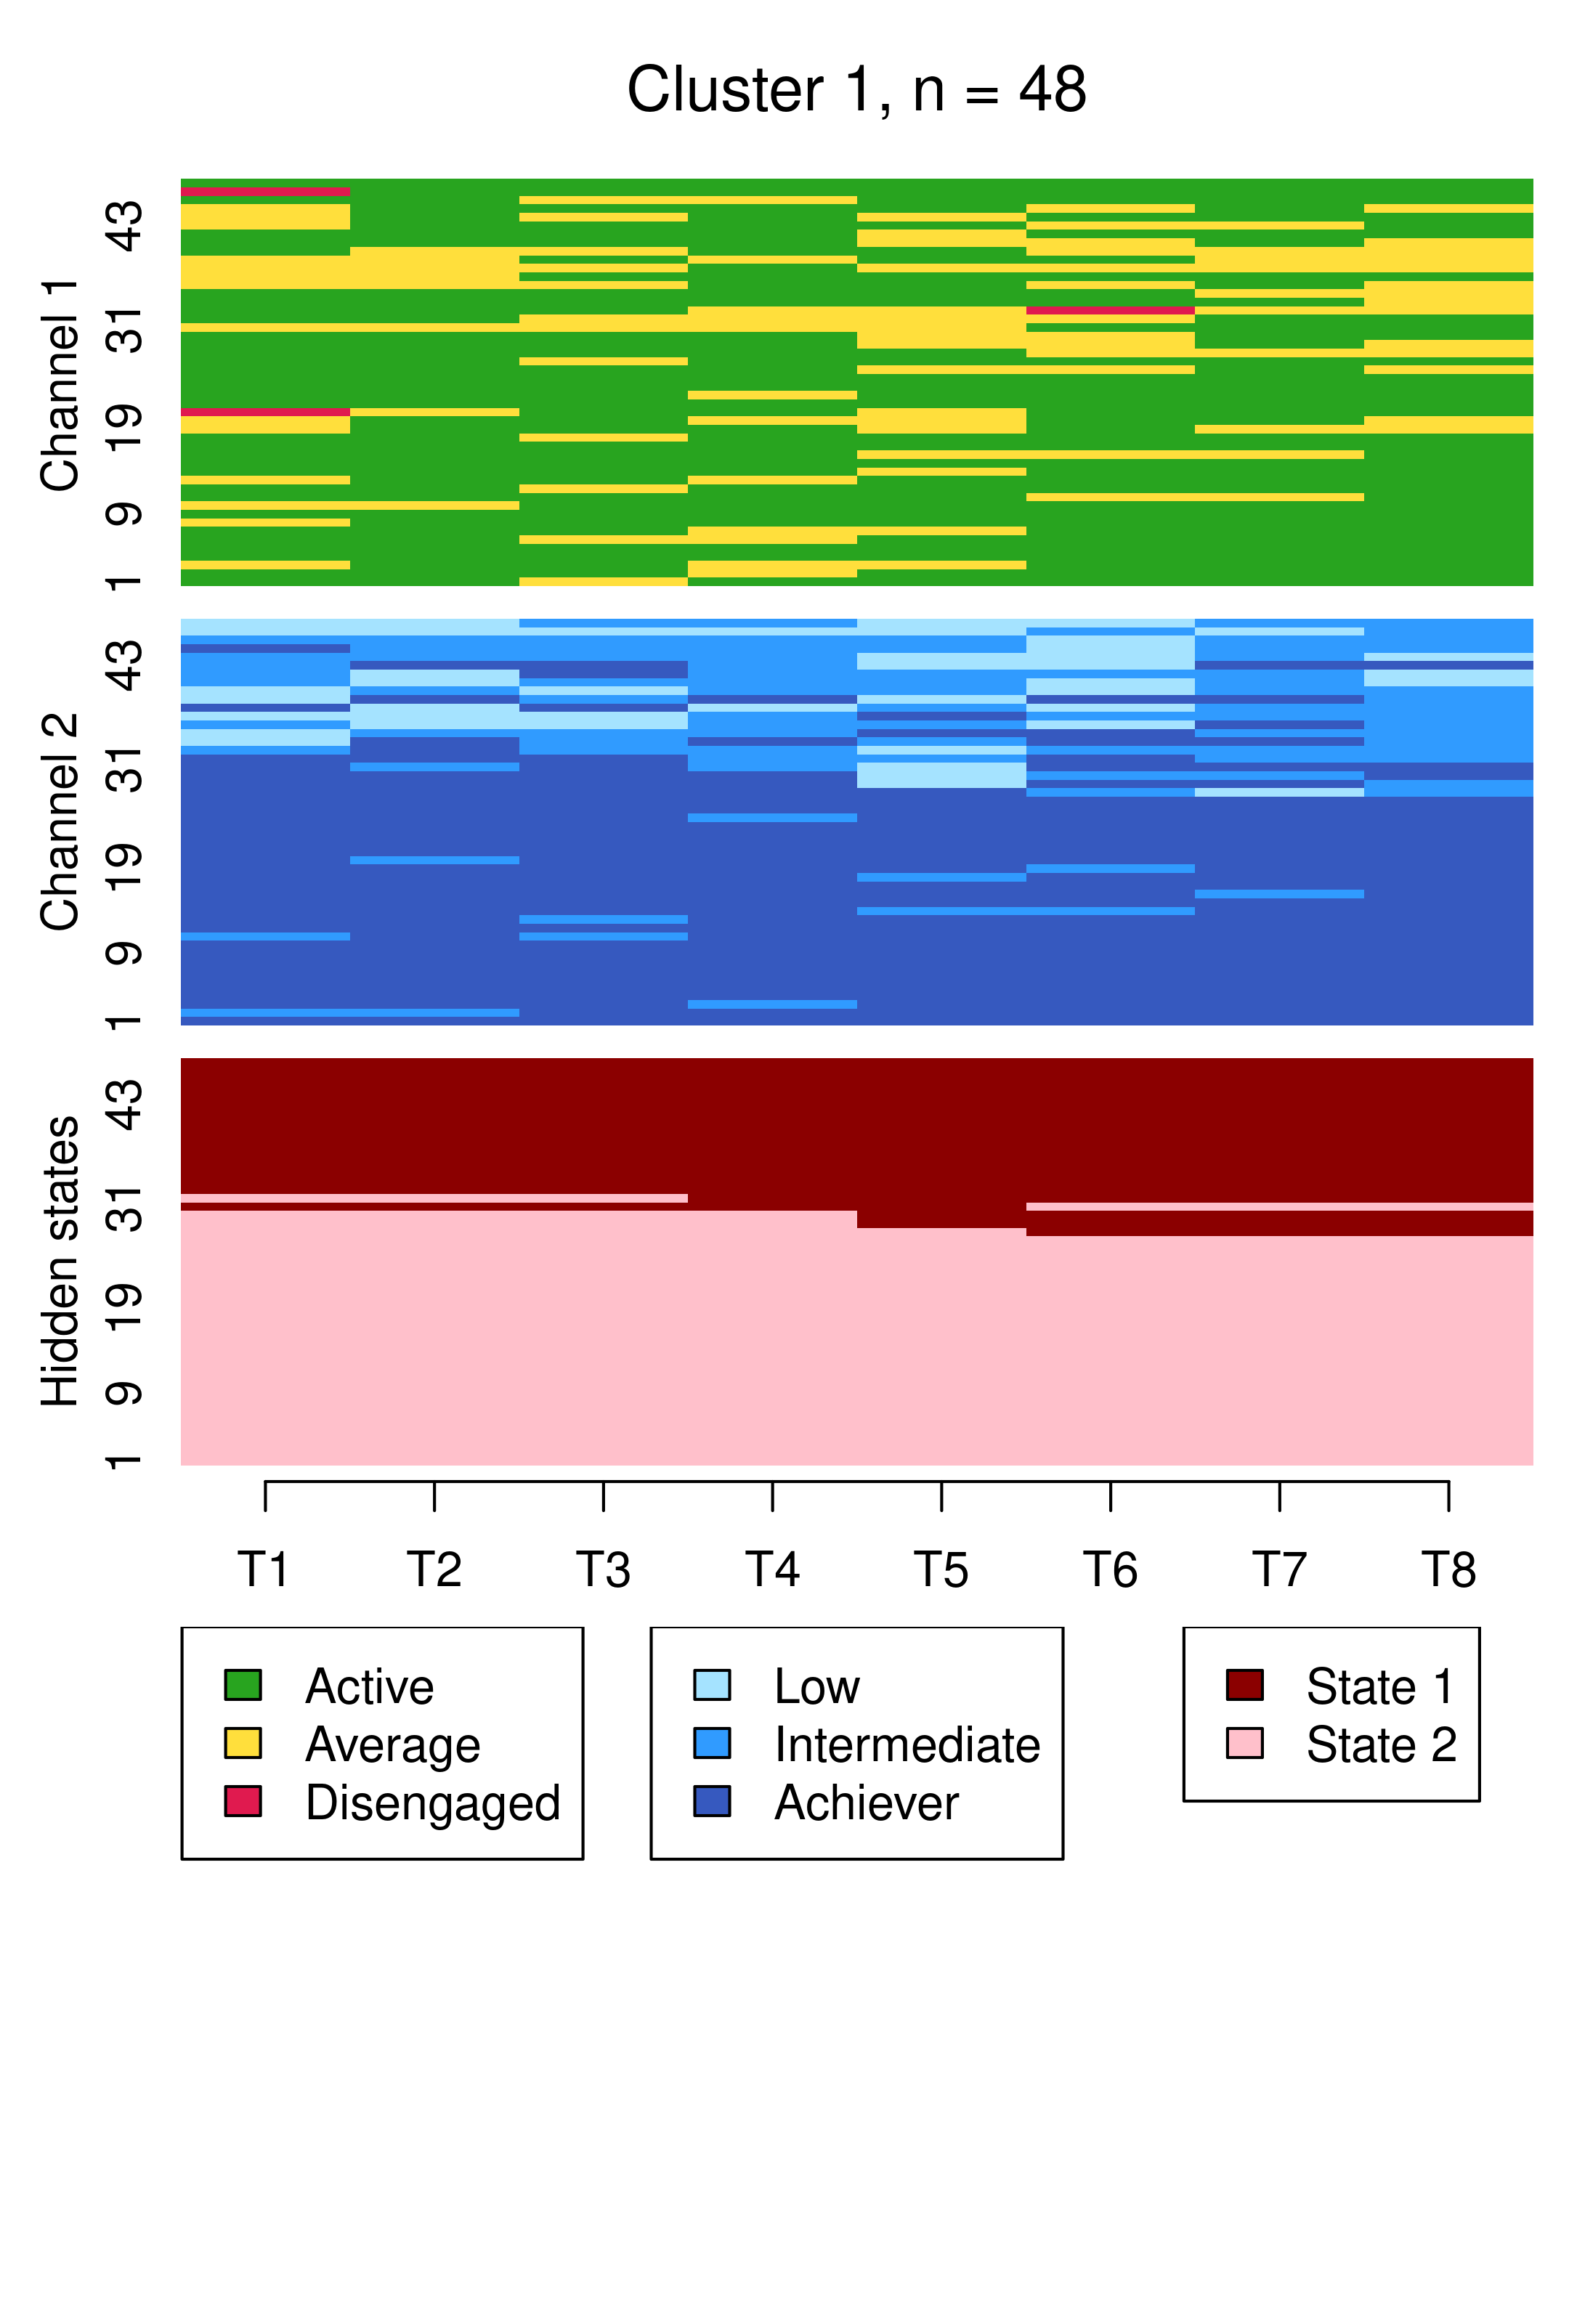 Cluster 1, n = 48
Channel 1
43
31
19
9
1
Channel 2
43
31
19
9
1
Hidden states
43
31
19
9
1
T1 T2 T3 T4 T5 T6 T7 T8
Active
Average
Disengaged
Low
Intermediate
Achiever
State 1
State 2